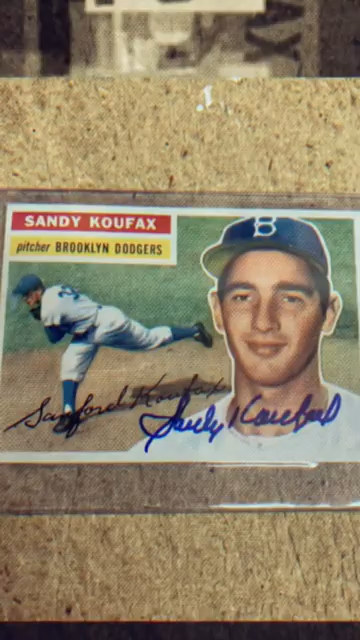 SANDY KOUFAX
pitcher BROOKLYN DODGERS
B
Sanford Koufax
Sandy Koufax